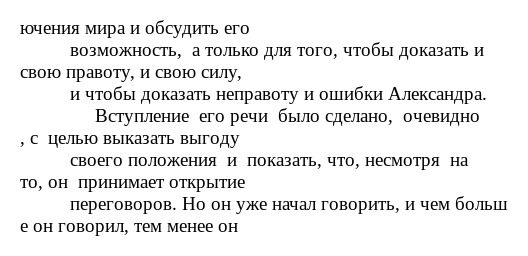 ючения мира и обсудить его
возможность,  а только для того, чтобы доказать и
свою правоту, и свою силу,
и чтобы доказать неправоту и ошибки Александра.
Вступление  его речи  было сделано,  очевидно
, с  целью выказать выгоду
своего положения  и  показать, что, несмотря  на
то, он  принимает открытие
переговоров. Но он уже начал говорить, и чем больш
е он говорил, тем менее он